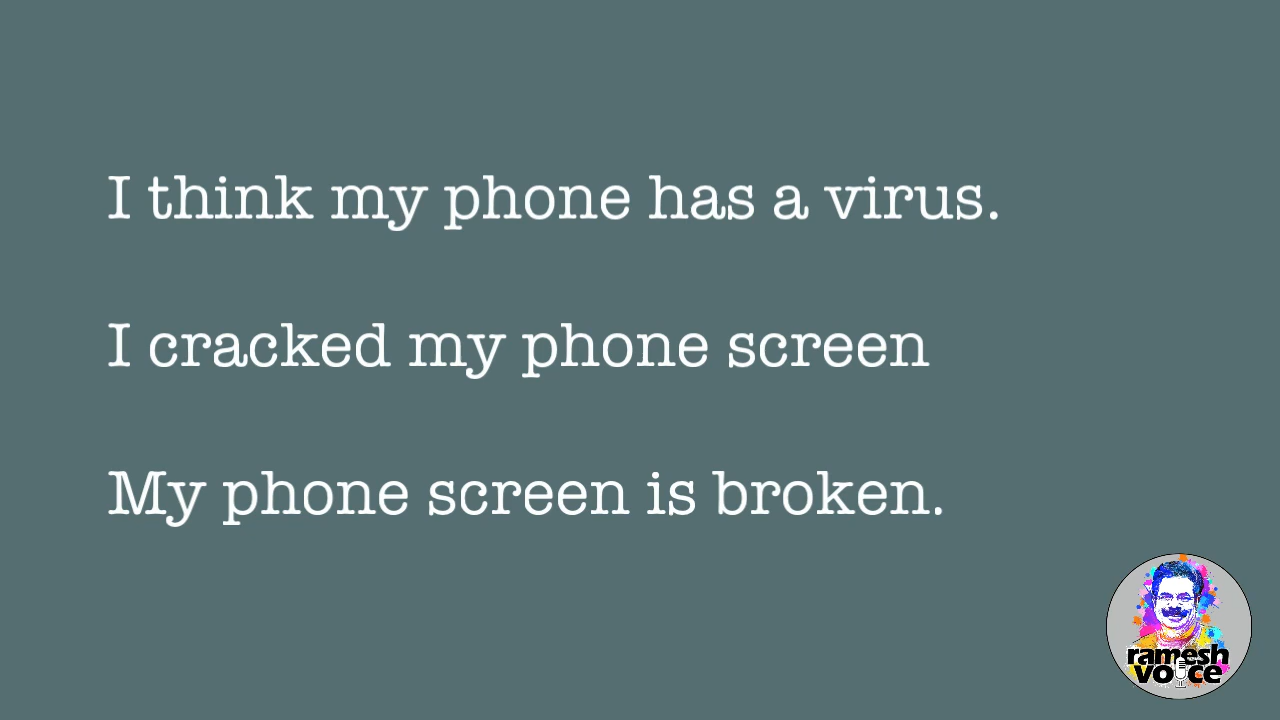 I think my phone has a virus.
I cracked my phone screen
My phone screen is broken.
ramesh
voice